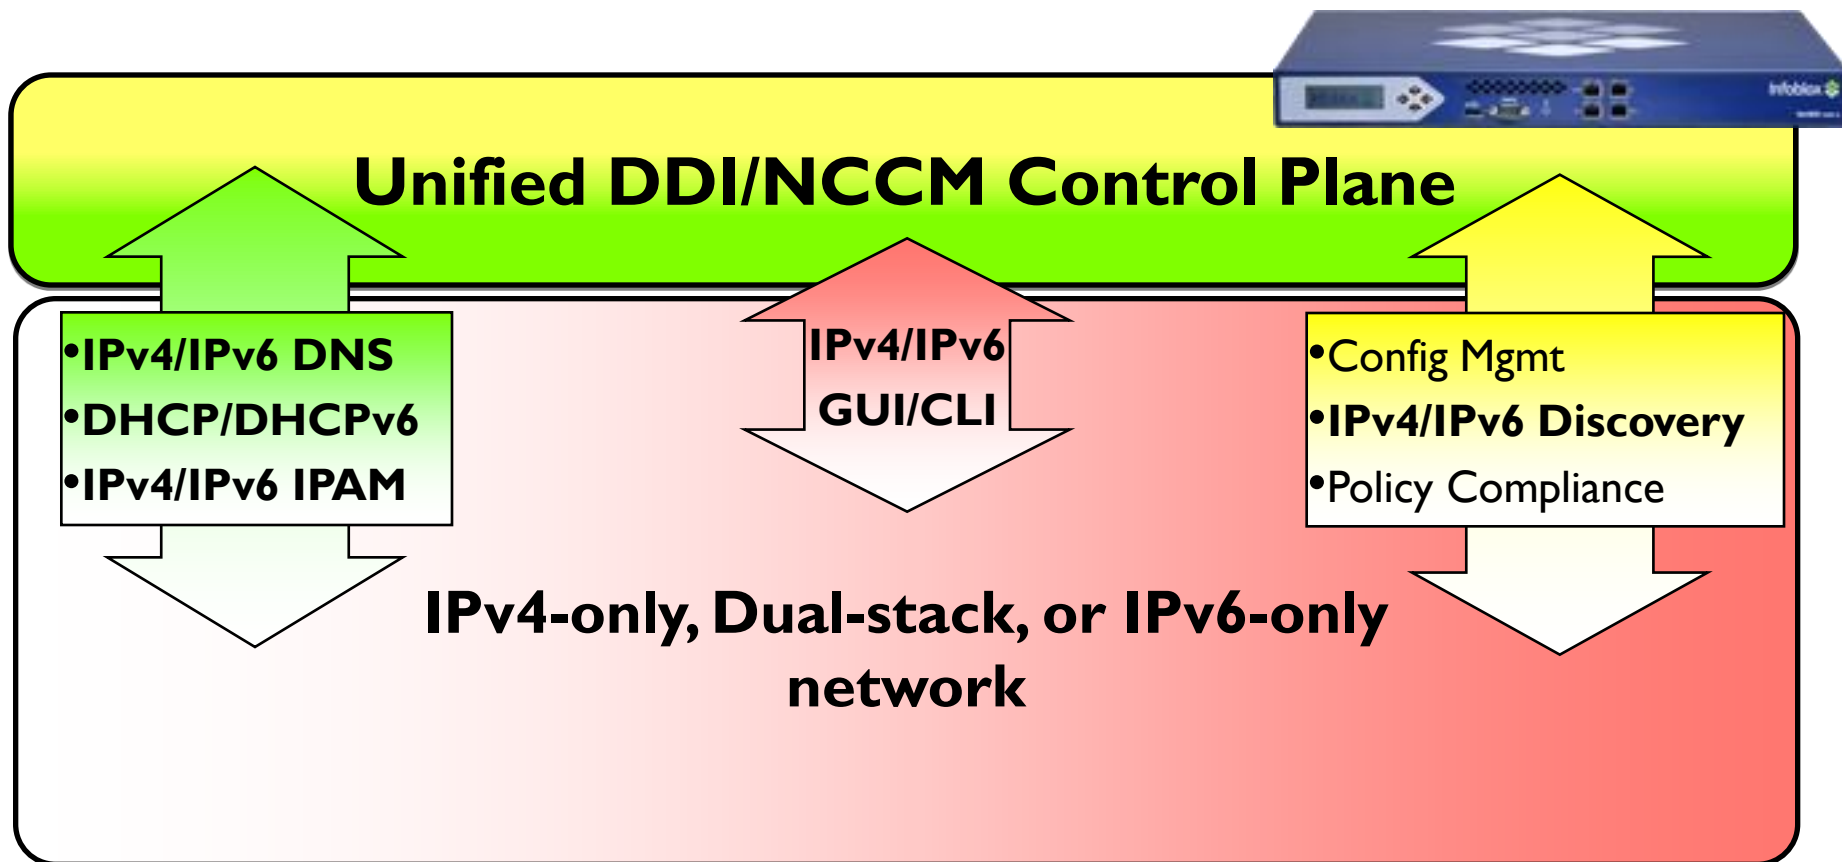 Infoblox
Unified DDI/NCCM Control Plane
•IPv4/IPv6 DNS
•DHCP/DHCPv6
•IPv4/IPv6 IPAM
IPv4/IPv6
GUI/CLI
•Config Mgmt
•IPv4/IPv6 Discovery
•Policy Compliance
IPv4-only, Dual-stack, or IPv6-only
network